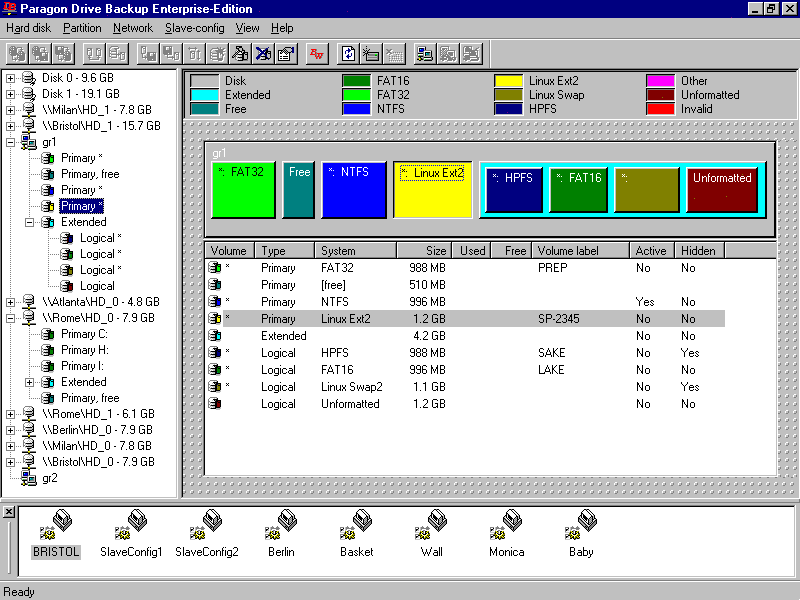 Paragon Drive Backup Enterprise-Edition
Hard disk Partition Network Slave-config View Help
Disk 0 - 9.6 GB
Disk 1 - 19.1 GB
\\Milan\HD_1 - 7.8 GB
\\Bristol\HD_1 - 15.7 GB
gr1
Primary *
Primary, free
Primary *
Primary *
Extended
Logical *
Logical *
Logical *
Logical
\\Atlanta\HD_0 - 4.8 GB
\\Rome\HD_0 - 7.9 GB
Primary C:
Primary H:
Primary I:
Extended
Primary, free
\\Rome\HD_1 - 6.1 GB
\\Berlin\HD_0 - 7.9 GB
\\Milan\HD_0 - 7.8 GB
\\Bristol\HD_0 - 7.9 GB
gr2
Disk FAT16 Linux Ext2 Other
Extended FAT32 Linux Swap Unformatted
Free NTFS HPFS Invalid
gr1
*: FAT32 Free *: NTFS *: Linux Ext2 *: HPFS *: FAT16 *: Unformatted
Volume Type System Size Used Free Volume label Active Hidden
* Primary FAT32 988 MB PREP No No
Primary [free] 510 MB
* Primary NTFS 996 MB Yes No
* Primary Linux Ext2 1.2 GB SP-2345 No No
Extended 4.2 GB No No
* Logical HPFS 988 MB SAKE No Yes
* Logical FAT16 996 MB LAKE No No
* Logical Linux Swap2 1.1 GB No Yes
Logical Unformatted 1.2 GB No No
BRISTOL SlaveConfig1 SlaveConfig2 Berlin Basket Wall Monica Baby
Ready